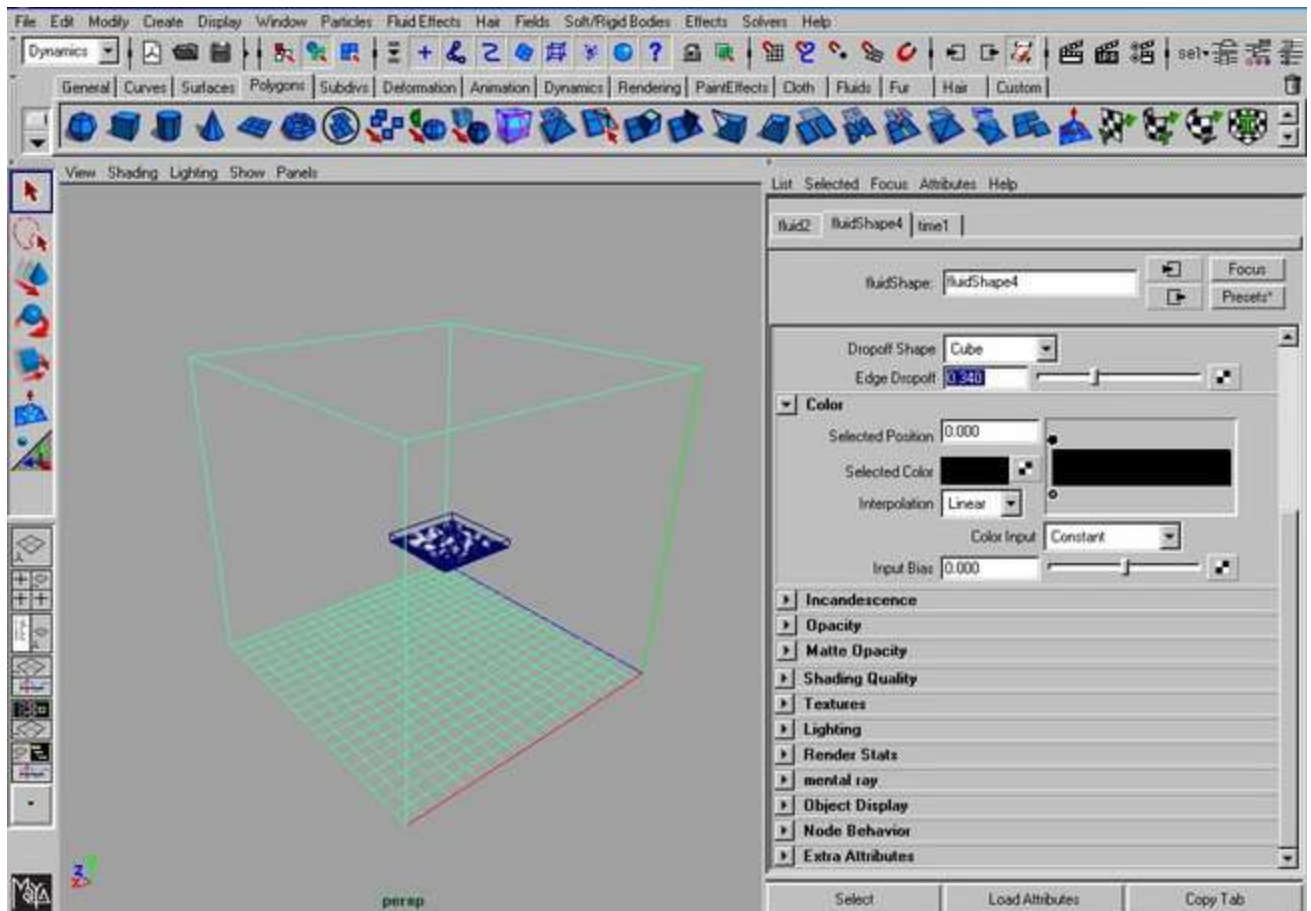 File Edit Modify Create Display Window Particles Fluid Effects Hair Fields Soft/Rigid Bodies Effects Solvers Help
Dynamics sel
General Curves Surfaces Polygons Subdivs Deformation Animation Dynamics Rendering PaintEffects Cloth Fluids Fur Hair Custom
View Shading Lighting Show Panels
List Selected Focus Attributes Help
fluid2 fluidShape4 time1
fluidShape: fluidShape4 Focus
Presets*
Dropoff Shape Cube
Edge Dropoff 0.340
Color
Selected Position 0.000
Selected Color
Interpolation Linear
Color Input Constant
Input Bias 0.000
Incandescence
Opacity
Matte Opacity
Shading Quality
Textures
Lighting
Render Stats
mental ray
Object Display
Node Behavior
Extra Attributes
persp
Select Load Attributes Copy Tab